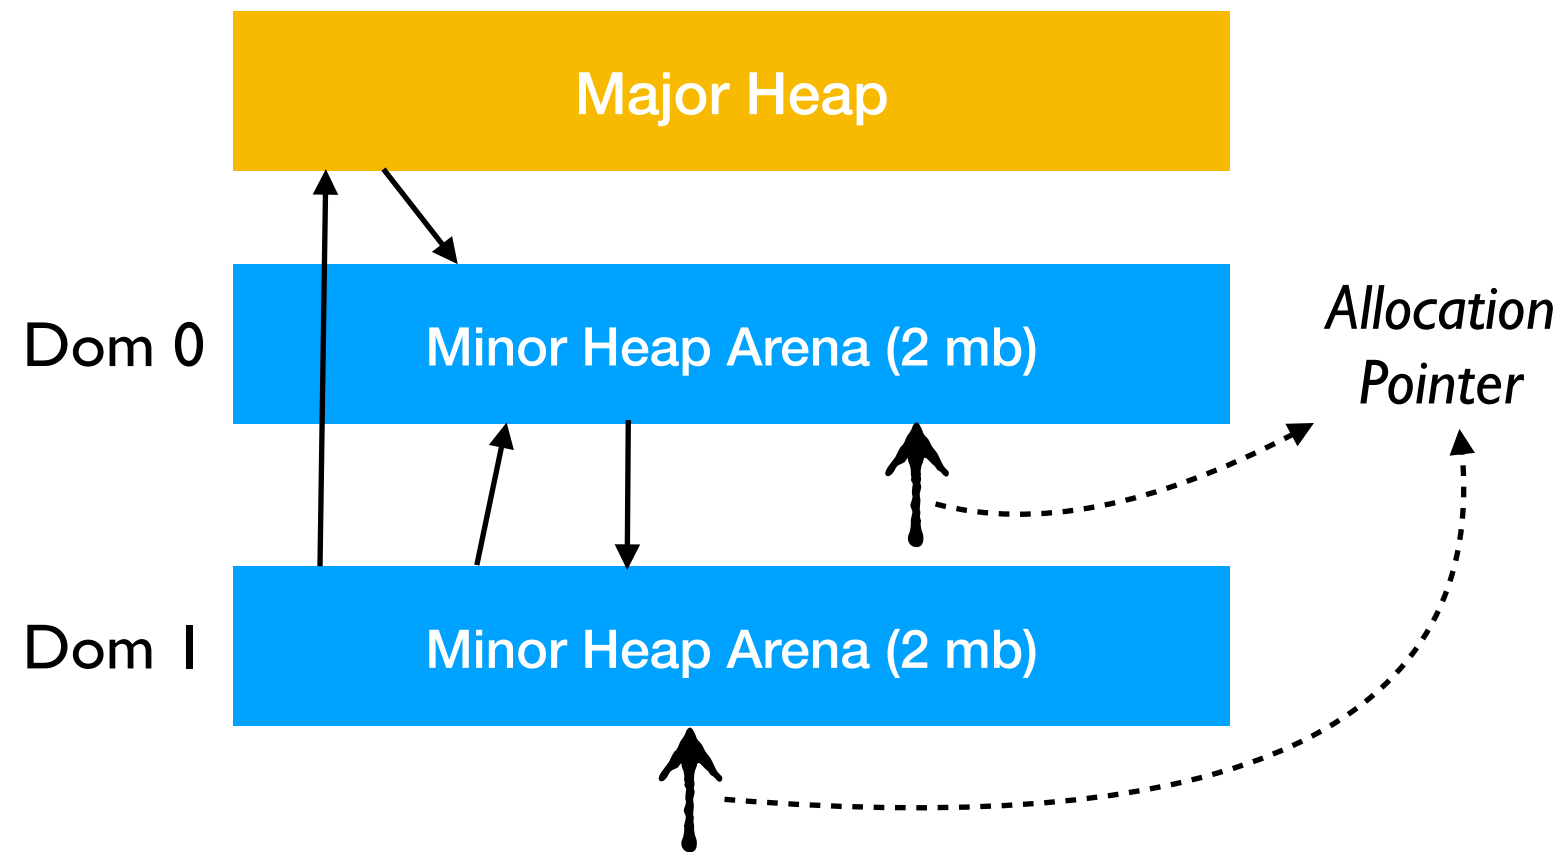 Major Heap
Dom 0
Minor Heap Arena (2 mb)
Allocation
Pointer
Dom 1
Minor Heap Arena (2 mb)